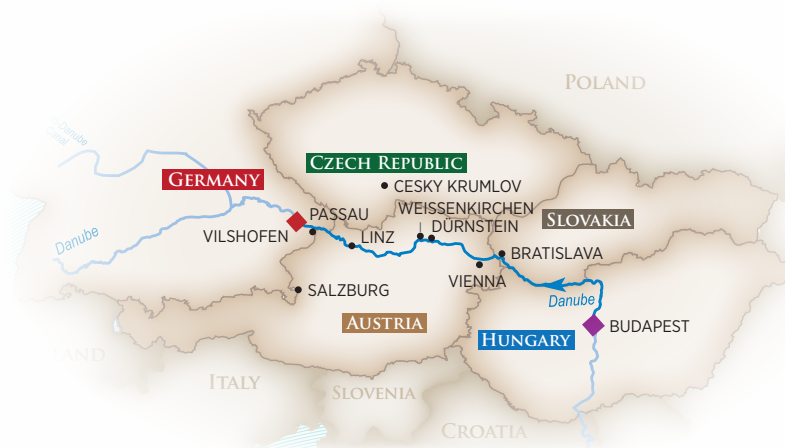 POLAND
Danube
Canal
CZECH REPUBLIC
GERMANY
CESKY KRUMLOV
WEISSENKIRCHEN
PASSAU
DÜRNSTEIN
SLOVAKIA
VILSHOFEN
LINZ
Danube
BRATISLAVA
VIENNA
SALZBURG
Danube
AUSTRIA
BUDAPEST
HUNGARY
ITALY
SLOVENIA
CROATIA